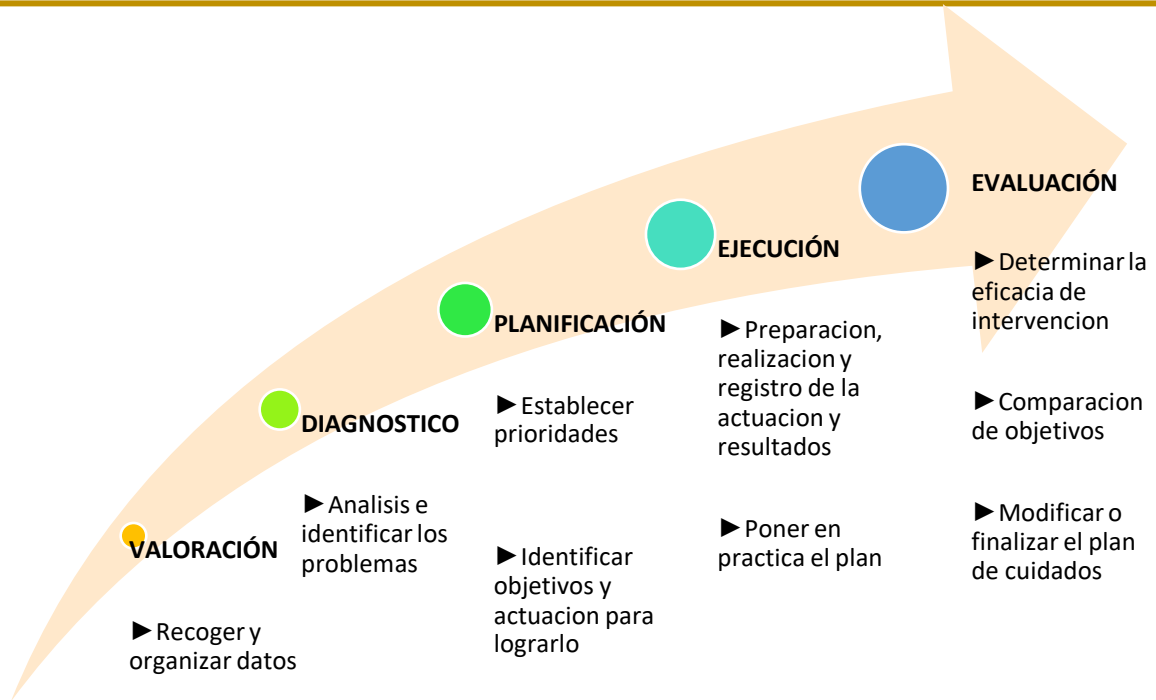 VALORACIÓN
►Recoger y
organizar datos
DIAGNOSTICO
►Analisis e
identificar los
problemas
PLANIFICACIÓN
►Establecer
prioridades
►Identificar
objetivos y
actuacion para
lograrlo
EJECUCIÓN
►Preparacion,
realizacion y
registro de la
actuacion y
resultados
►Poner en
practica el plan
EVALUACIÓN
►Determinar la
eficacia de
intervencion
►Comparacion
de objetivos
►Modificar o
finalizar el plan
de cuidados